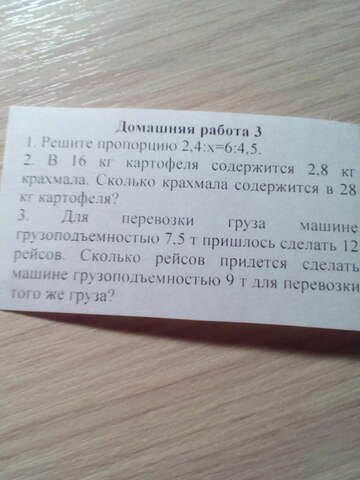 Домашняя работа 3
1. Решите пропорцию 2,4:x=6:4,5.
2. В 16 кг картофеля содержится 2,8 кг
крахмала. Сколько крахмала содержится в 28
кг картофеля?
3. Для перевозки груза машине
грузоподъемностью 7,5 т пришлось сделать 12
рейсов. Сколько рейсов придется сделать
машине грузоподъемностью 9 т для перевозки
того же груза?